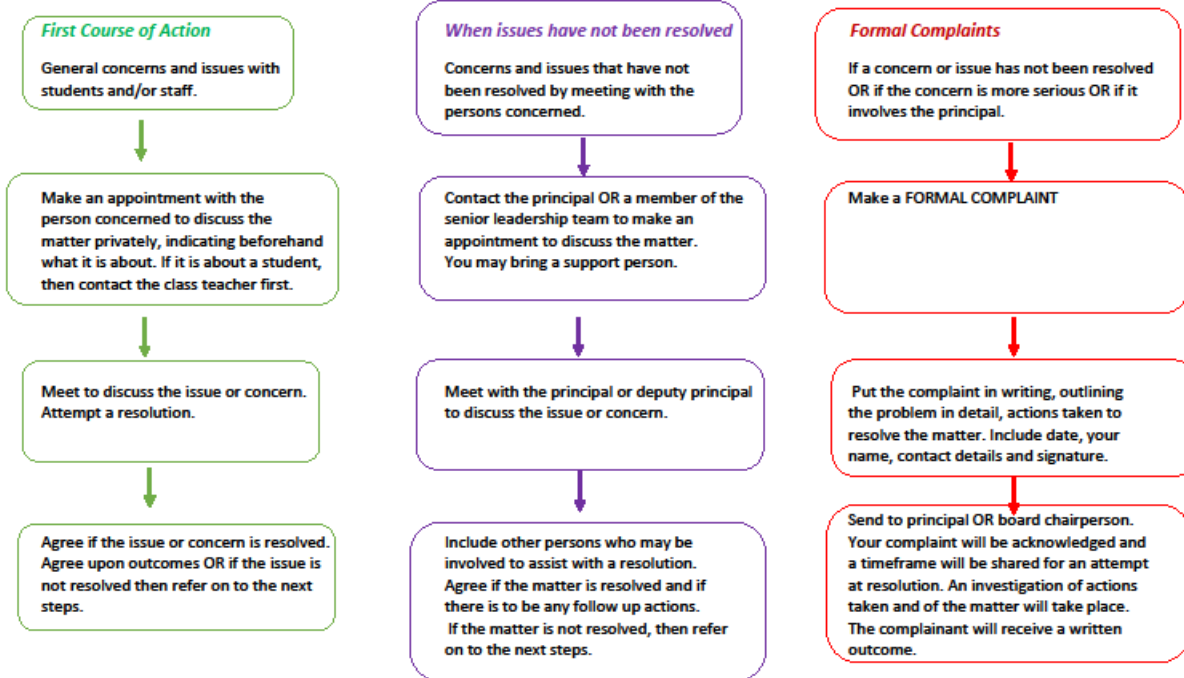 First Course of Action
General concerns and issues with
students and/or staff.
Make an appointment with the
person concerned to discuss the
matter privately, indicating beforehand
what it is about. If it is about a student,
then contact the class teacher first.
Meet to discuss the issue or concern.
Attempt a resolution.
Agree if the issue or concern is resolved.
Agree upon outcomes OR if the issue is
not resolved then refer on to the next
steps.
When issues have not been resolved
Concerns and issues that have not
been resolved by meeting with the
persons concerned.
Contact the principal OR a member of the
senior leadership team to make an
appointment to discuss the matter.
You may bring a support person.
Meet with the principal or deputy principal
to discuss the issue or concern.
Include other persons who may be
involved to assist with a resolution.
Agree if the matter is resolved and if
there is to be any follow up actions.
If the matter is not resolved, then refer
on to the next steps.
Formal Complaints
If a concern or issue has not been resolved
OR if the concern is more serious OR if it
involves the principal.
Make a FORMAL COMPLAINT
Put the complaint in writing, outlining
the problem in detail, actions taken to
resolve the matter. Include date, your
name, contact details and signature.
Send to principal OR board chairperson.
Your complaint will be acknowledged and
a timeframe will be shared for an attempt
at resolution. An investigation of actions
taken and of the matter will take place.
The complainant will receive a written
outcome.